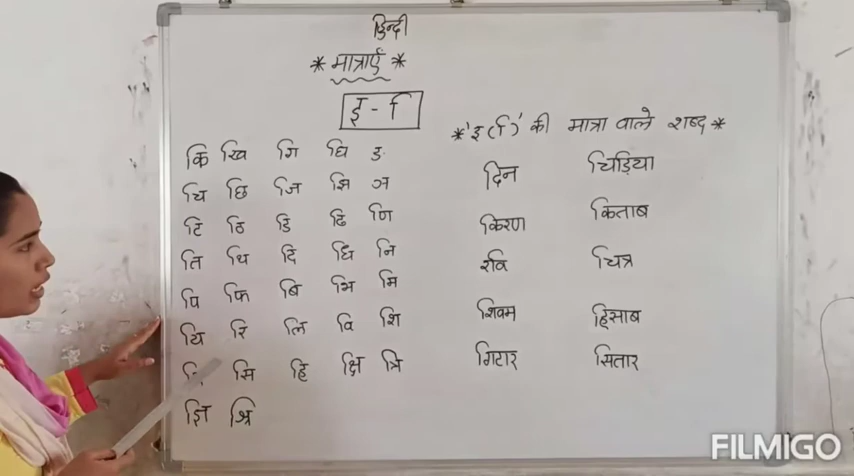 हिन्दी
* मात्राएँ *
इ - ि
कि खि गि घि ङ
चि छि जि झि ञ
टि ठि डि ढि णि
ति थि दि धि नि
पि फि बि भि मि
यि रि लि वि शि
सि हि क्षि त्रि
ज्ञि श्रि
* 'इ ( ि )' की मात्रा वाले शब्द *
दिन चिड़िया
किरण किताब
रवि चित्र
शिवम हिसाब
गिटार सितार
FILMIGO